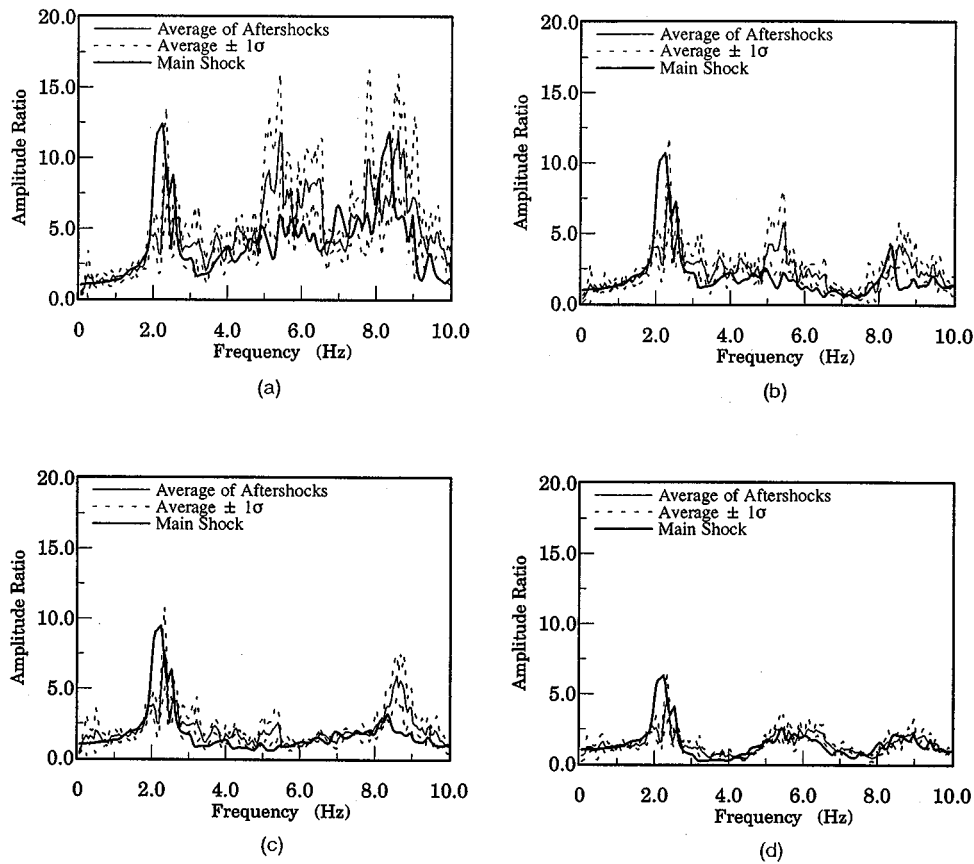 20.0
15.0
10.0
5.0
0.0
Amplitude Ratio
Average of Aftershocks
Average ± 1σ
Main Shock
0 2.0 4.0 6.0 8.0 10.0
Frequency (Hz)
(a)
20.0
15.0
10.0
5.0
0.0
Amplitude Ratio
Average of Aftershocks
Average ± 1σ
Main Shock
0 2.0 4.0 6.0 8.0 10.0
Frequency (Hz)
(b)
20.0
15.0
10.0
5.0
0.0
Amplitude Ratio
Average of Aftershocks
Average ± 1σ
Main Shock
0 2.0 4.0 6.0 8.0 10.0
Frequency (Hz)
(c)
20.0
15.0
10.0
5.0
0.0
Amplitude Ratio
Average of Aftershocks
Average ± 1σ
Main Shock
0 2.0 4.0 6.0 8.0 10.0
Frequency (Hz)
(d)